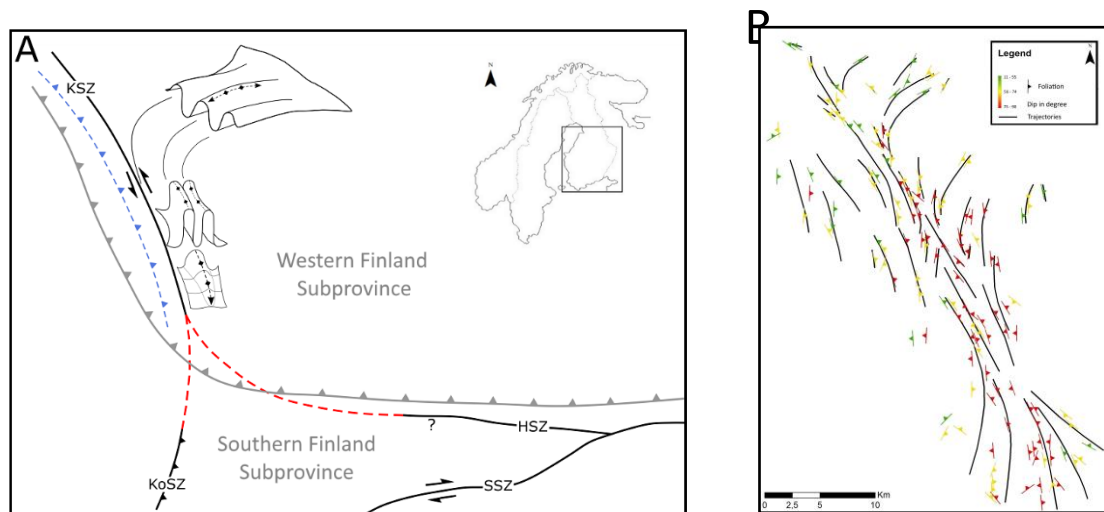 A
KSZ
N
Western Finland
Subprovince
?
HSZ
Southern Finland
Subprovince
KoSZ
SSZ
B
Legend
N
Foliation
Dip in degree
Trajectories
Km
0
2,5
5
10